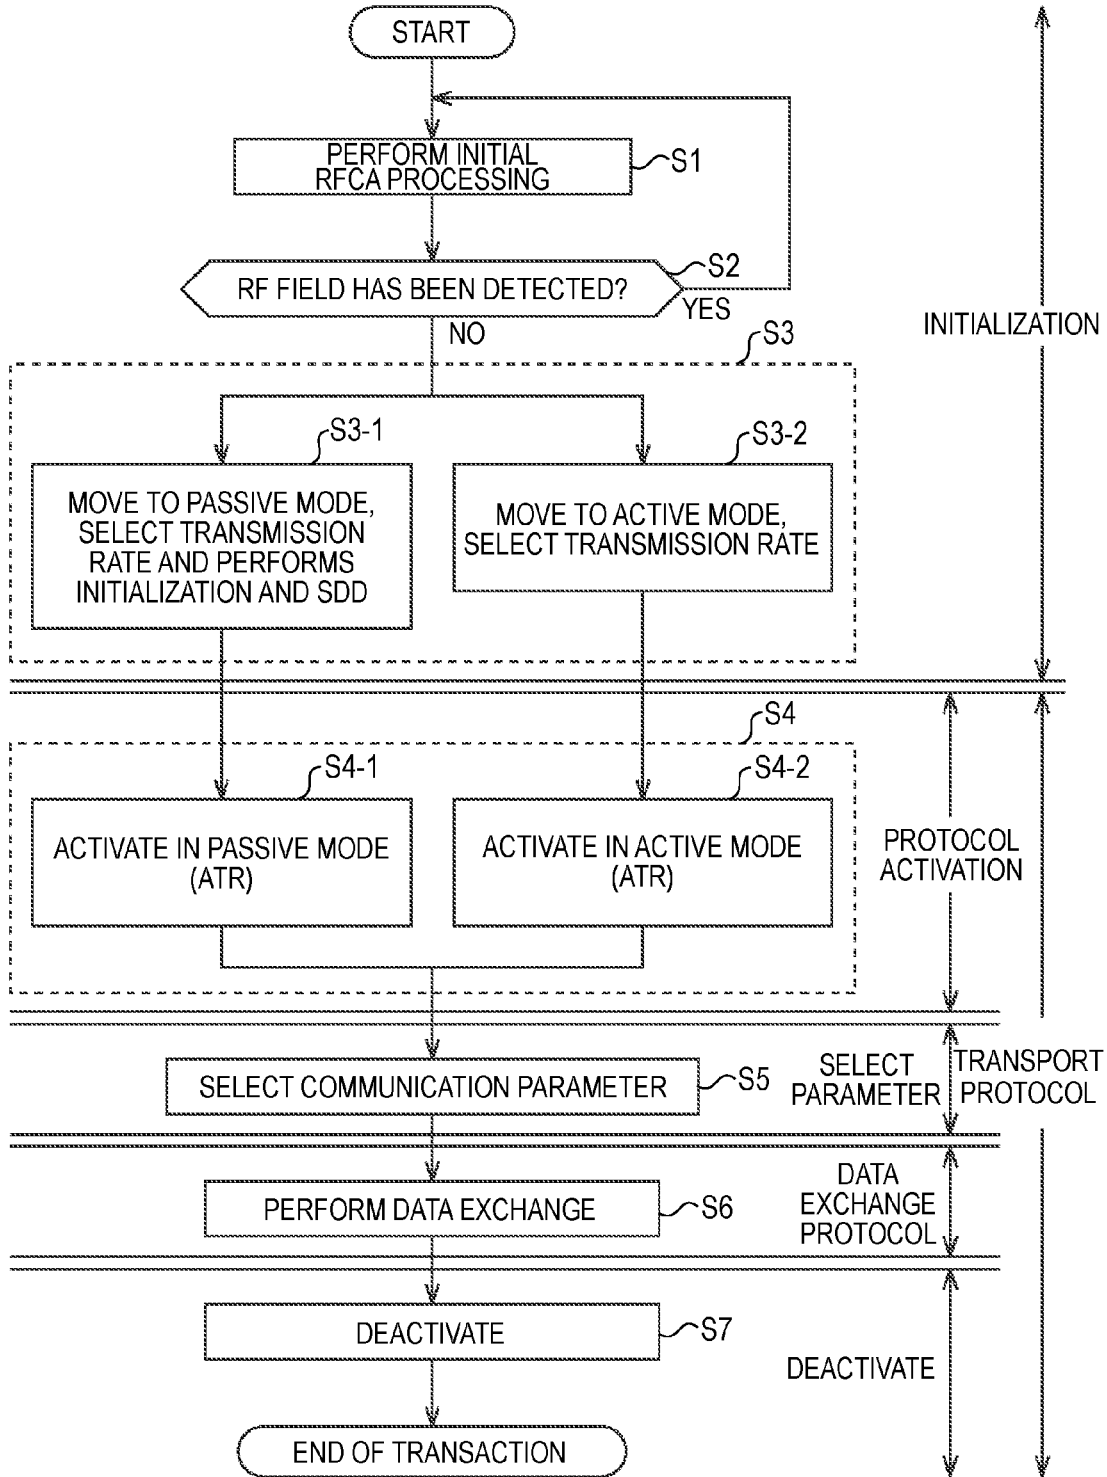 START
PERFORM INITIAL
RFCA PROCESSING
S1
RF FIELD HAS BEEN DETECTED?
S2
YES
NO
INITIALIZATION
S3
S3-1
MOVE TO PASSIVE MODE,
SELECT TRANSMISSION
RATE AND PERFORMS
INITIALIZATION AND SDD
S3-2
MOVE TO ACTIVE MODE,
SELECT TRANSMISSION RATE
S4
S4-1
ACTIVATE IN PASSIVE MODE
(ATR)
S4-2
ACTIVATE IN ACTIVE MODE
(ATR)
PROTOCOL
ACTIVATION
SELECT COMMUNICATION PARAMETER
S5
SELECT
PARAMETER
TRANSPORT
PROTOCOL
PERFORM DATA EXCHANGE
S6
DATA
EXCHANGE
PROTOCOL
DEACTIVATE
S7
DEACTIVATE
END OF TRANSACTION